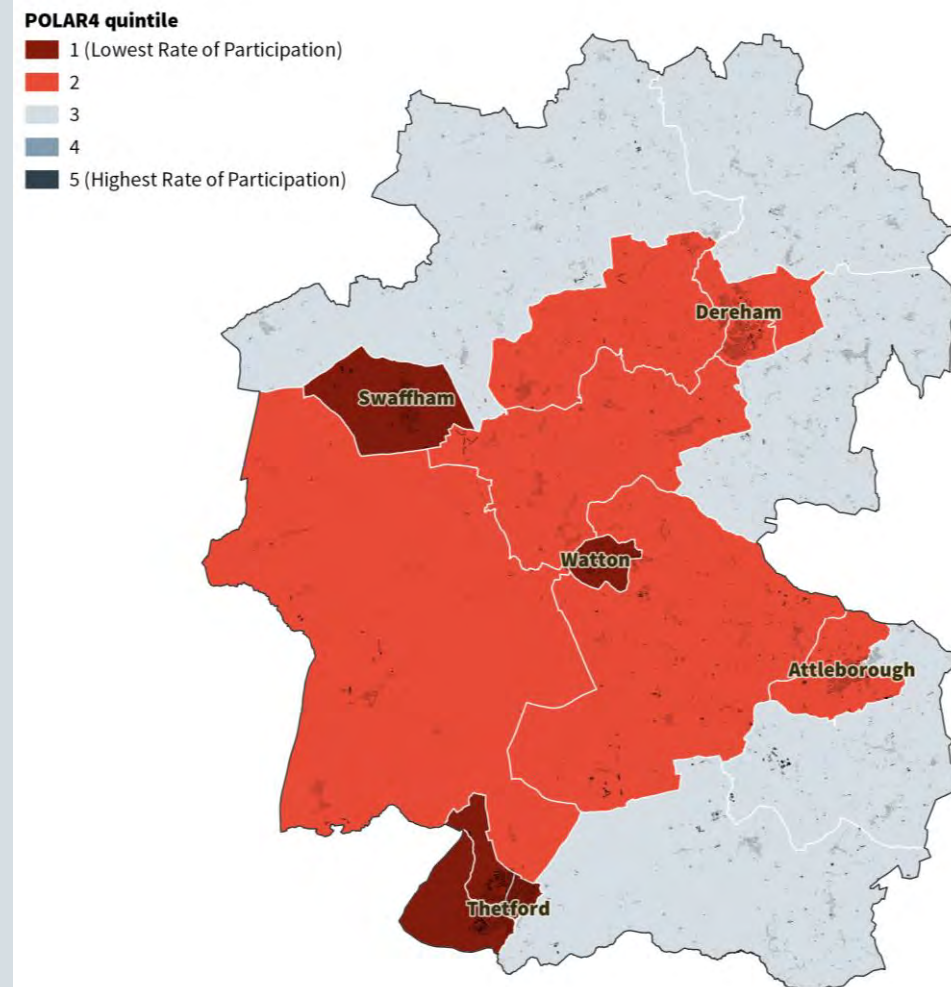 POLAR4 quintile
1 (Lowest Rate of Participation)
2
3
4
5 (Highest Rate of Participation)
Dereham
Swaffham
Watton
Attleborough
Thetford